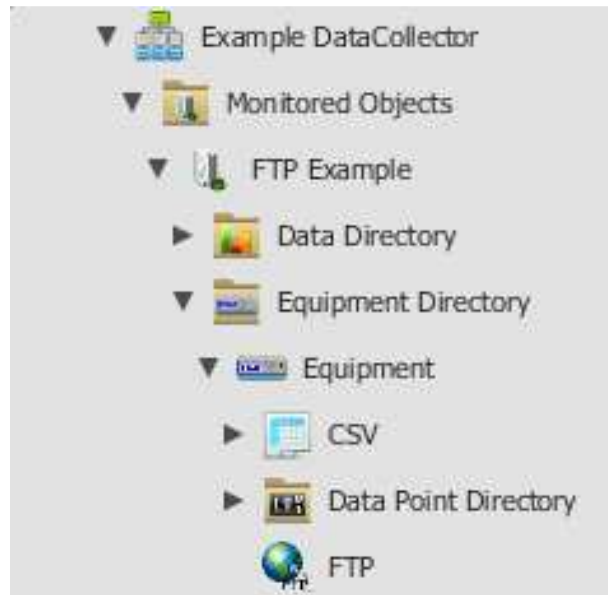 Example DataCollector
Monitored Objects
FTP Example
Data Directory
Equipment Directory
Equipment
CSV
Data Point Directory
FTP